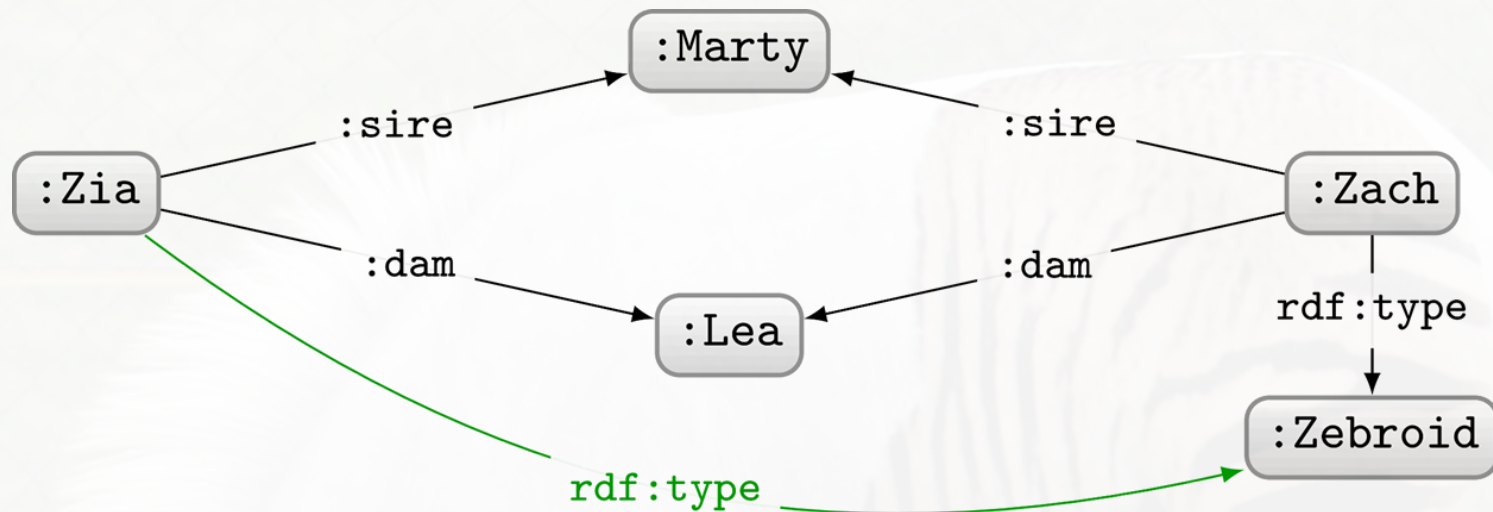 :Marty
:sire
:sire
:Zia
:Zach
:dam
:dam
:Lea
rdf:type
:Zebroid
rdf:type